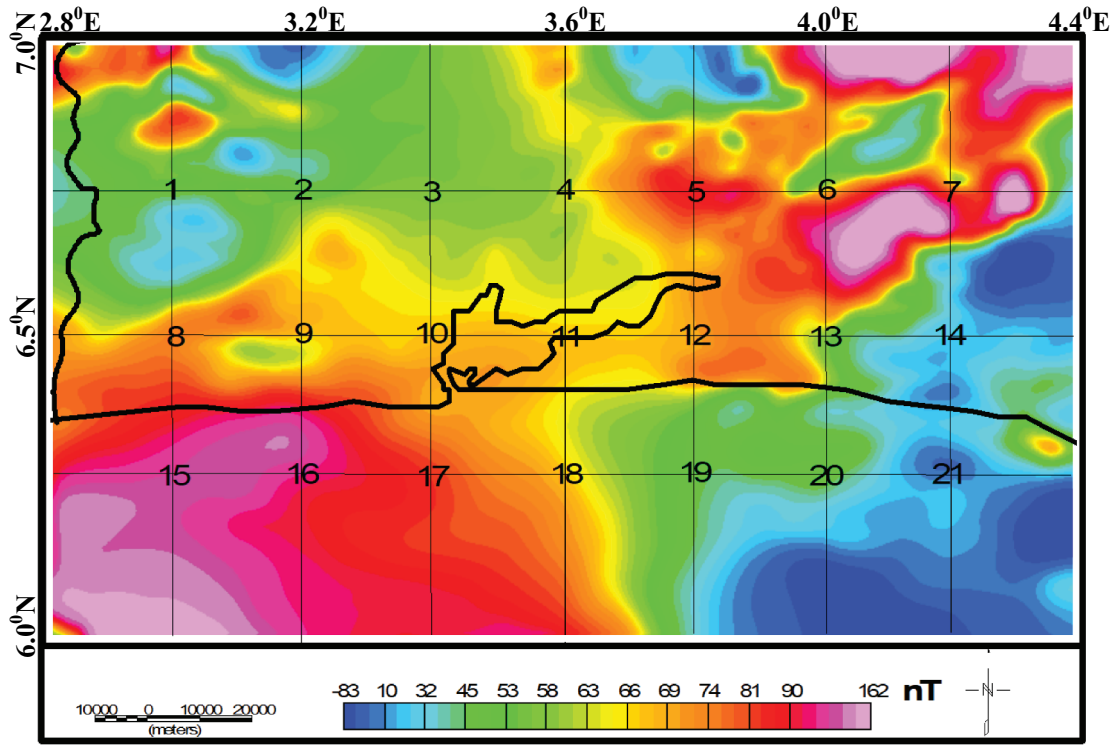 2.8⁰E 3.2⁰E 3.6⁰E 4.0⁰E 4.4⁰E
7.0⁰N
1 2 3 4 5 6 7
6.5⁰N
8 9 10 11 12 13 14
15 16 17 18 19 20 21
6.0⁰N
-83 10 32 45 53 58 63 66 69 74 81 90 162 nT
10000 0 10000 20000
(meters)
N